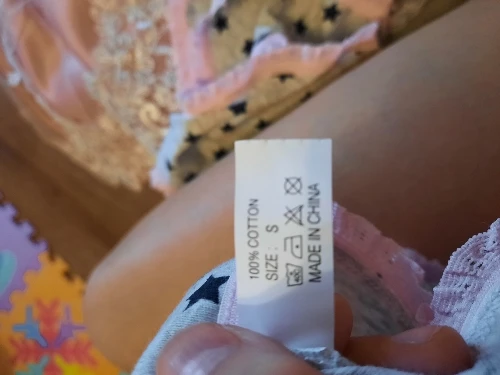 100% COTTON
SIZE : S
MADE IN CHINA